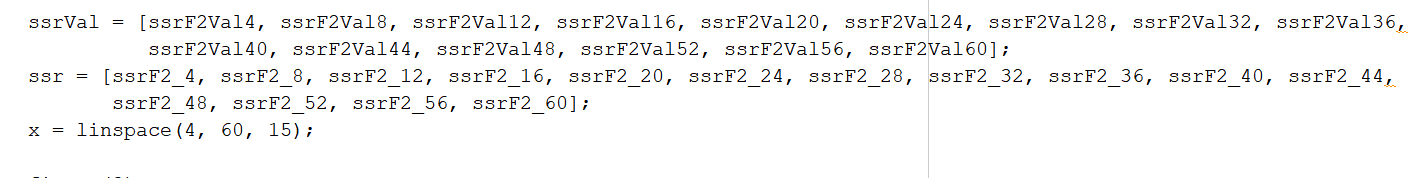 ssrVal = [ssrF2Val4, ssrF2Val8, ssrF2Val12, ssrF2Val16, ssrF2Val20, ssrF2Val24, ssrF2Val28, ssrF2Val32, ssrF2Val36,
ssrF2Val40, ssrF2Val44, ssrF2Val48, ssrF2Val52, ssrF2Val56, ssrF2Val60];
ssr = [ssrF2_4, ssrF2_8, ssrF2_12, ssrF2_16, ssrF2_20, ssrF2_24, ssrF2_28, ssrF2_32, ssrF2_36, ssrF2_40, ssrF2_44,
ssrF2_48, ssrF2_52, ssrF2_56, ssrF2_60];
x = linspace(4, 60, 15);